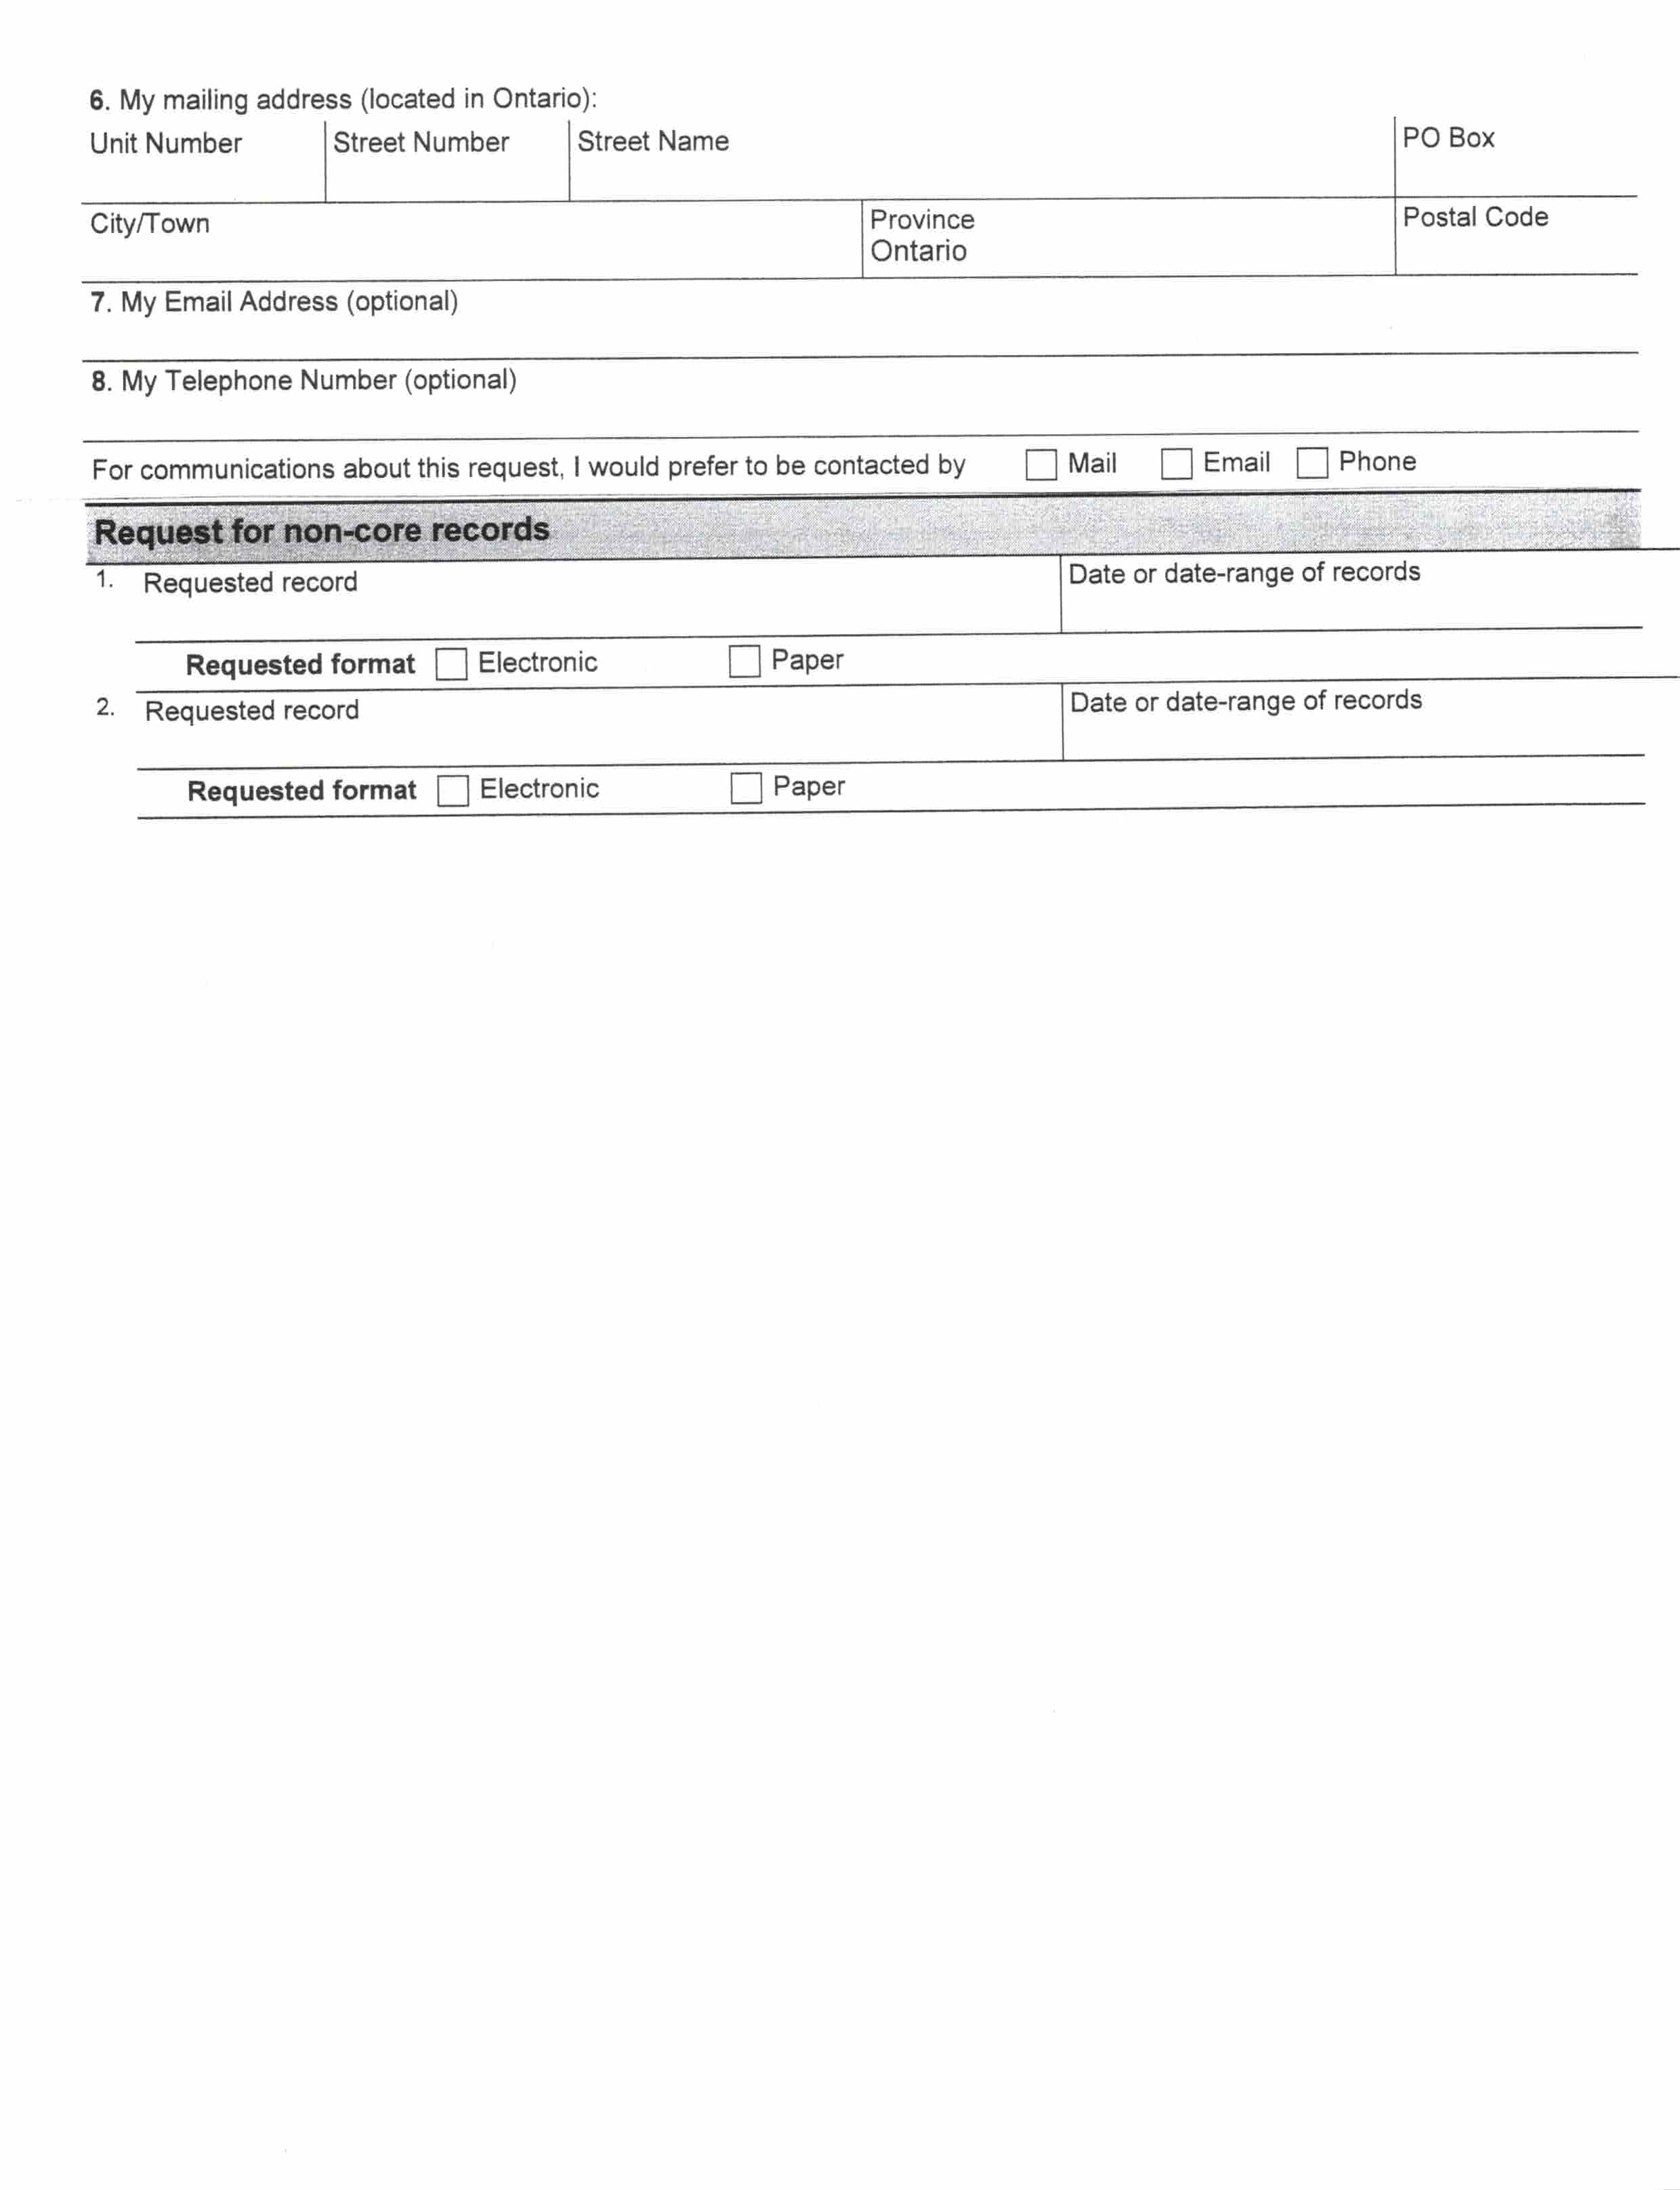 6. My mailing address (located in Ontario):
Unit Number Street Number Street Name PO Box
City/Town Province Postal Code
Ontario
7. My Email Address (optional)
8. My Telephone Number (optional)
For communications about this request, I would prefer to be contacted by Mail Email Phone
Request for non-core records
1. Requested record Date or date-range of records
Requested format Electronic Paper
2. Requested record Date or date-range of records
Requested format Electronic Paper